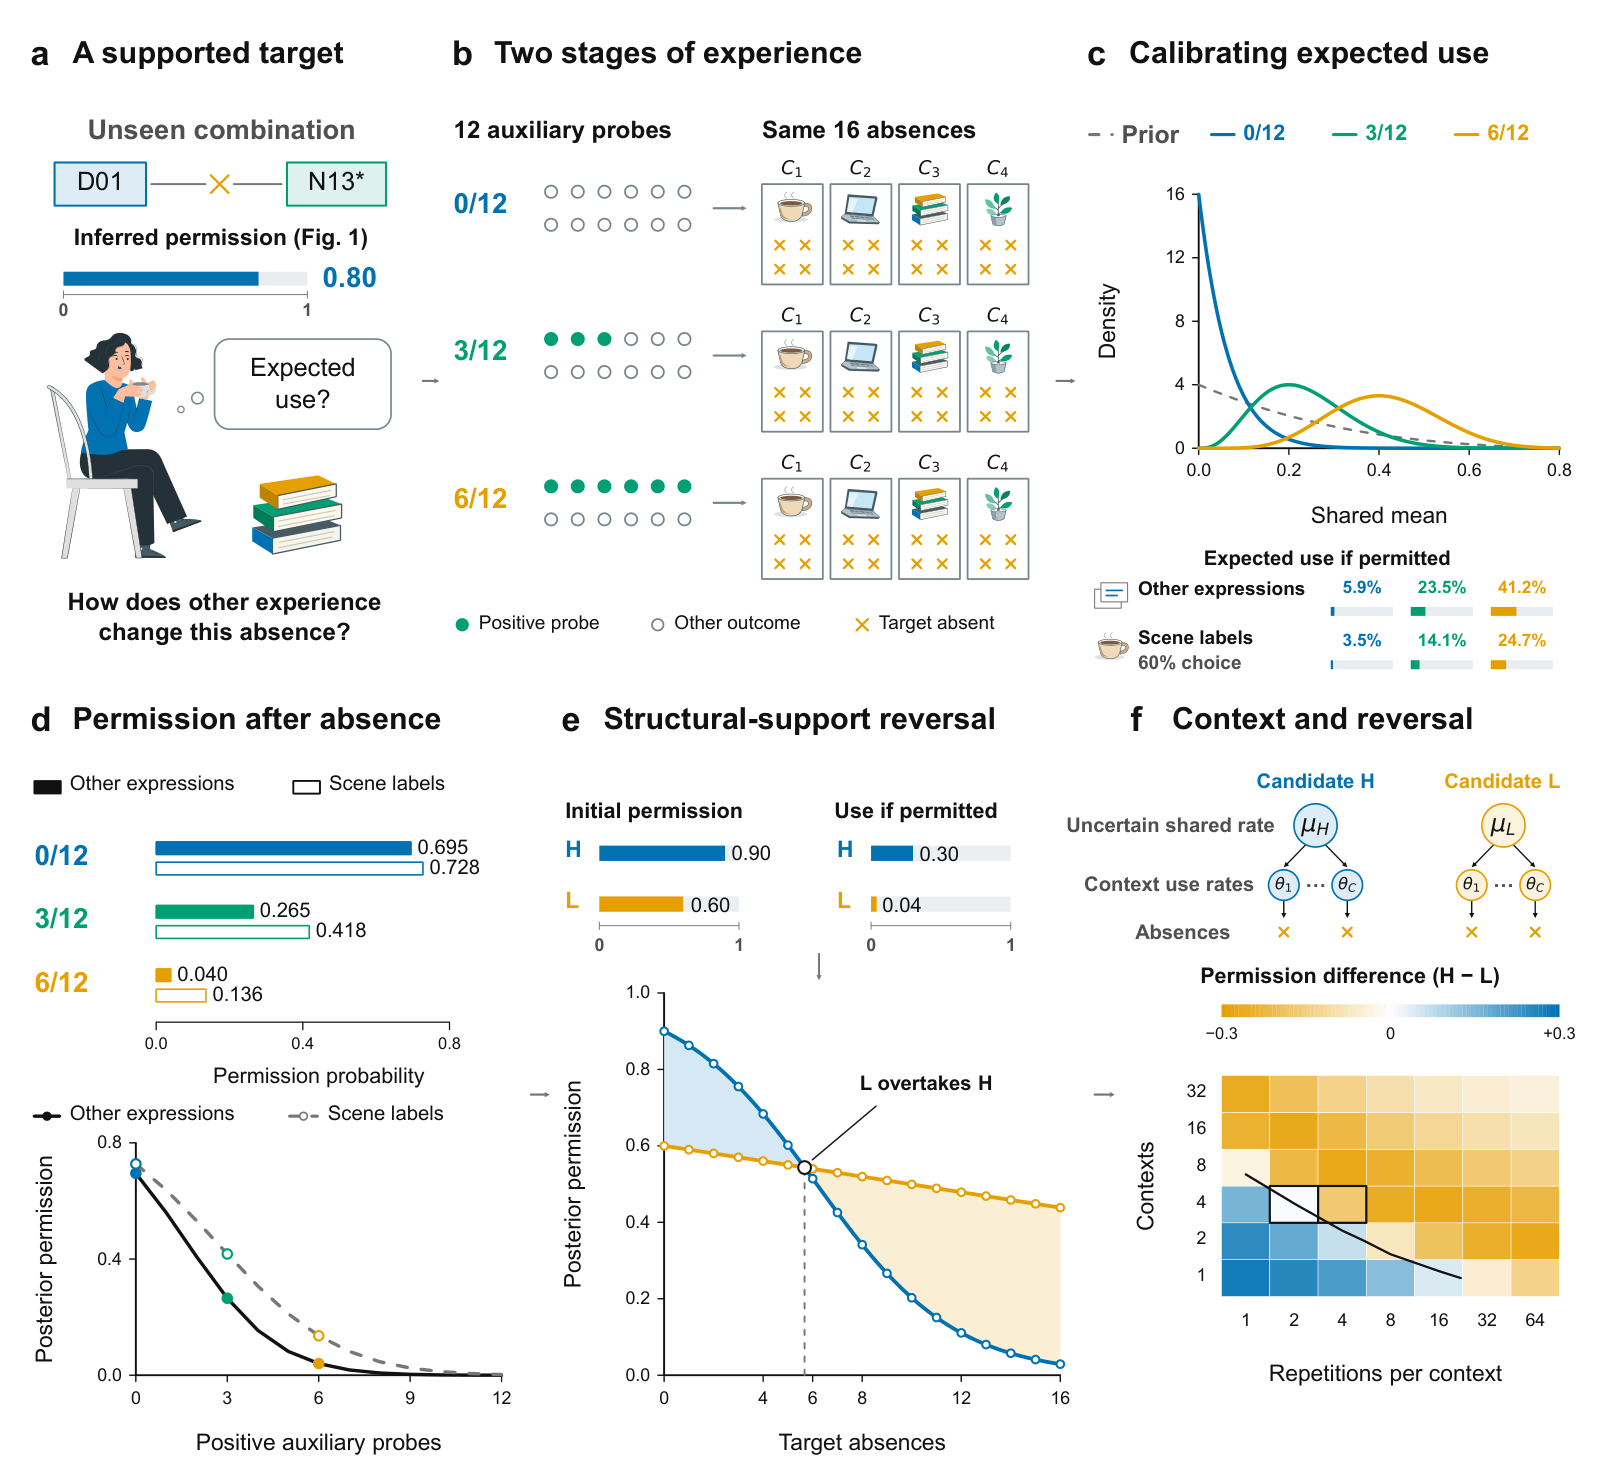 a A supported target
Unseen combination
D01
N13*
Inferred permission (Fig. 1)
0.80
0 1
Expected
use?
How does other experience
change this absence?
b Two stages of experience
12 auxiliary probes
Same 16 absences
0/12
C1 C2 C3 C4
3/12
C1 C2 C3 C4
6/12
C1 C2 C3 C4
Positive probe
Other outcome
Target absent
c Calibrating expected use
Prior 0/12 3/12 6/12
16
12
8
4
0
Density
0.0 0.2 0.4 0.6 0.8
Shared mean
Expected use if permitted
Other expressions 5.9% 23.5% 41.2%
Scene labels 3.5% 14.1% 24.7%
60% choice
d Permission after absence
Other expressions Scene labels
0/12 0.695
0.728
3/12 0.265
0.418
6/12 0.040
0.136
0.0 0.4 0.8
Permission probability
Other expressions Scene labels
0.8
0.4
0.0
Posterior permission
0 3 6 9 12
Positive auxiliary probes
e Structural-support reversal
Initial permission
H 0.90
L 0.60
0 1
Use if permitted
H 0.30
L 0.04
0 1
1.0
0.8
0.6
0.4
0.2
0.0
Posterior permission
L overtakes H
0 4 6 8 12 16
Target absences
f Context and reversal
Candidate H Candidate L
Uncertain shared rate μH μL
Context use rates θ1 ... θC θ1 ... θC
Absences
Permission difference (H − L)
−0.3 0 +0.3
32
16
8
4
2
1
Contexts
1 2 4 8 16 32 64
Repetitions per context